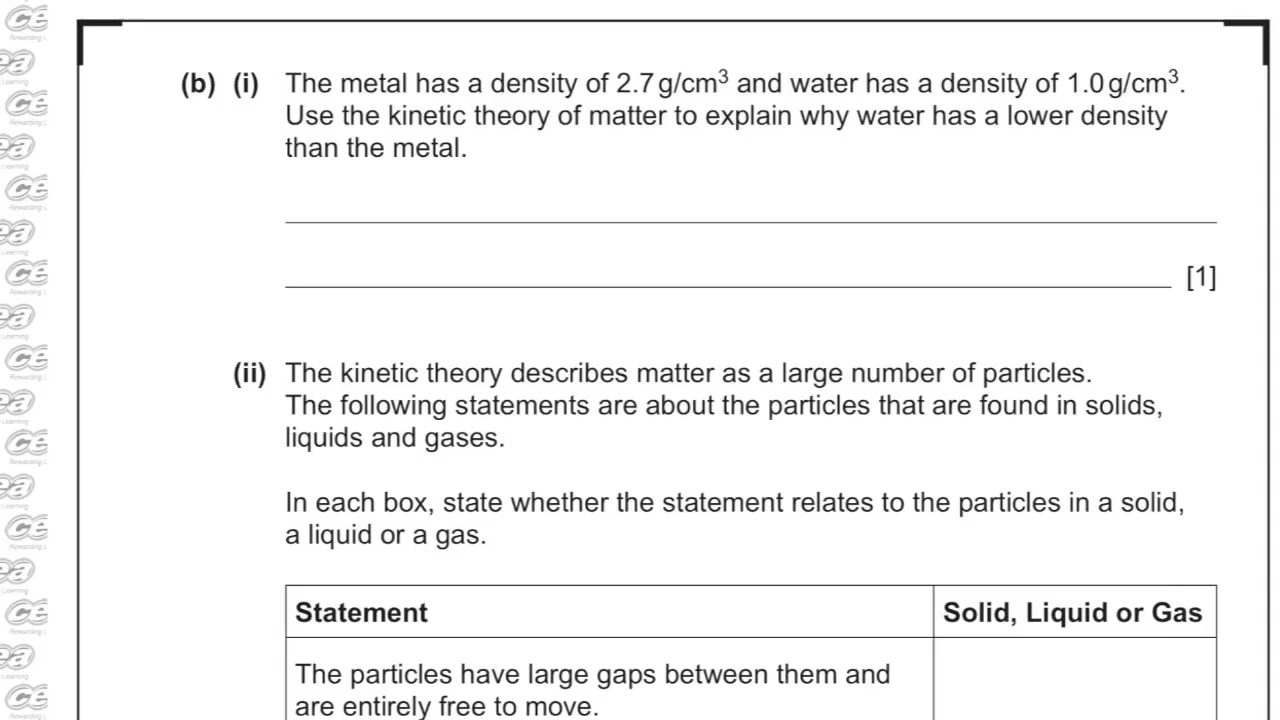 (b) (i) The metal has a density of 2.7 g/cm³ and water has a density of 1.0 g/cm³.
Use the kinetic theory of matter to explain why water has a lower density
than the metal.
[1]
(ii) The kinetic theory describes matter as a large number of particles.
The following statements are about the particles that are found in solids,
liquids and gases.
In each box, state whether the statement relates to the particles in a solid,
a liquid or a gas.
Statement Solid, Liquid or Gas
The particles have large gaps between them and
are entirely free to move.